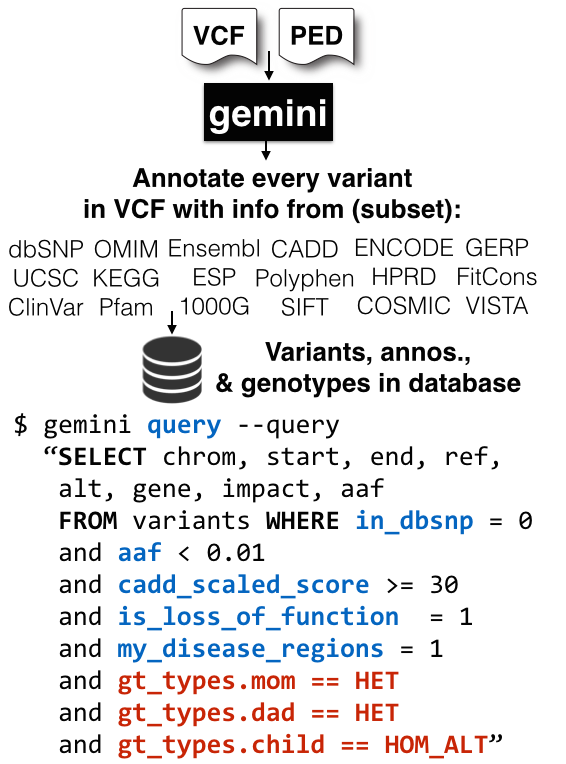 VCF PED
gemini
Annotate every variant
in VCF with info from (subset):
dbSNP OMIM Ensembl CADD ENCODE GERP
UCSC KEGG ESP Polyphen HPRD FitCons
ClinVar Pfam 1000G SIFT COSMIC VISTA
Variants, annos.,
& genotypes in database
$ gemini query --query
“SELECT chrom, start, end, ref,
alt, gene, impact, aaf
FROM variants WHERE in_dbsnp = 0
and aaf < 0.01
and cadd_scaled_score >= 30
and is_loss_of_function = 1
and my_disease_regions = 1
and gt_types.mom == HET
and gt_types.dad == HET
and gt_types.child == HOM_ALT”